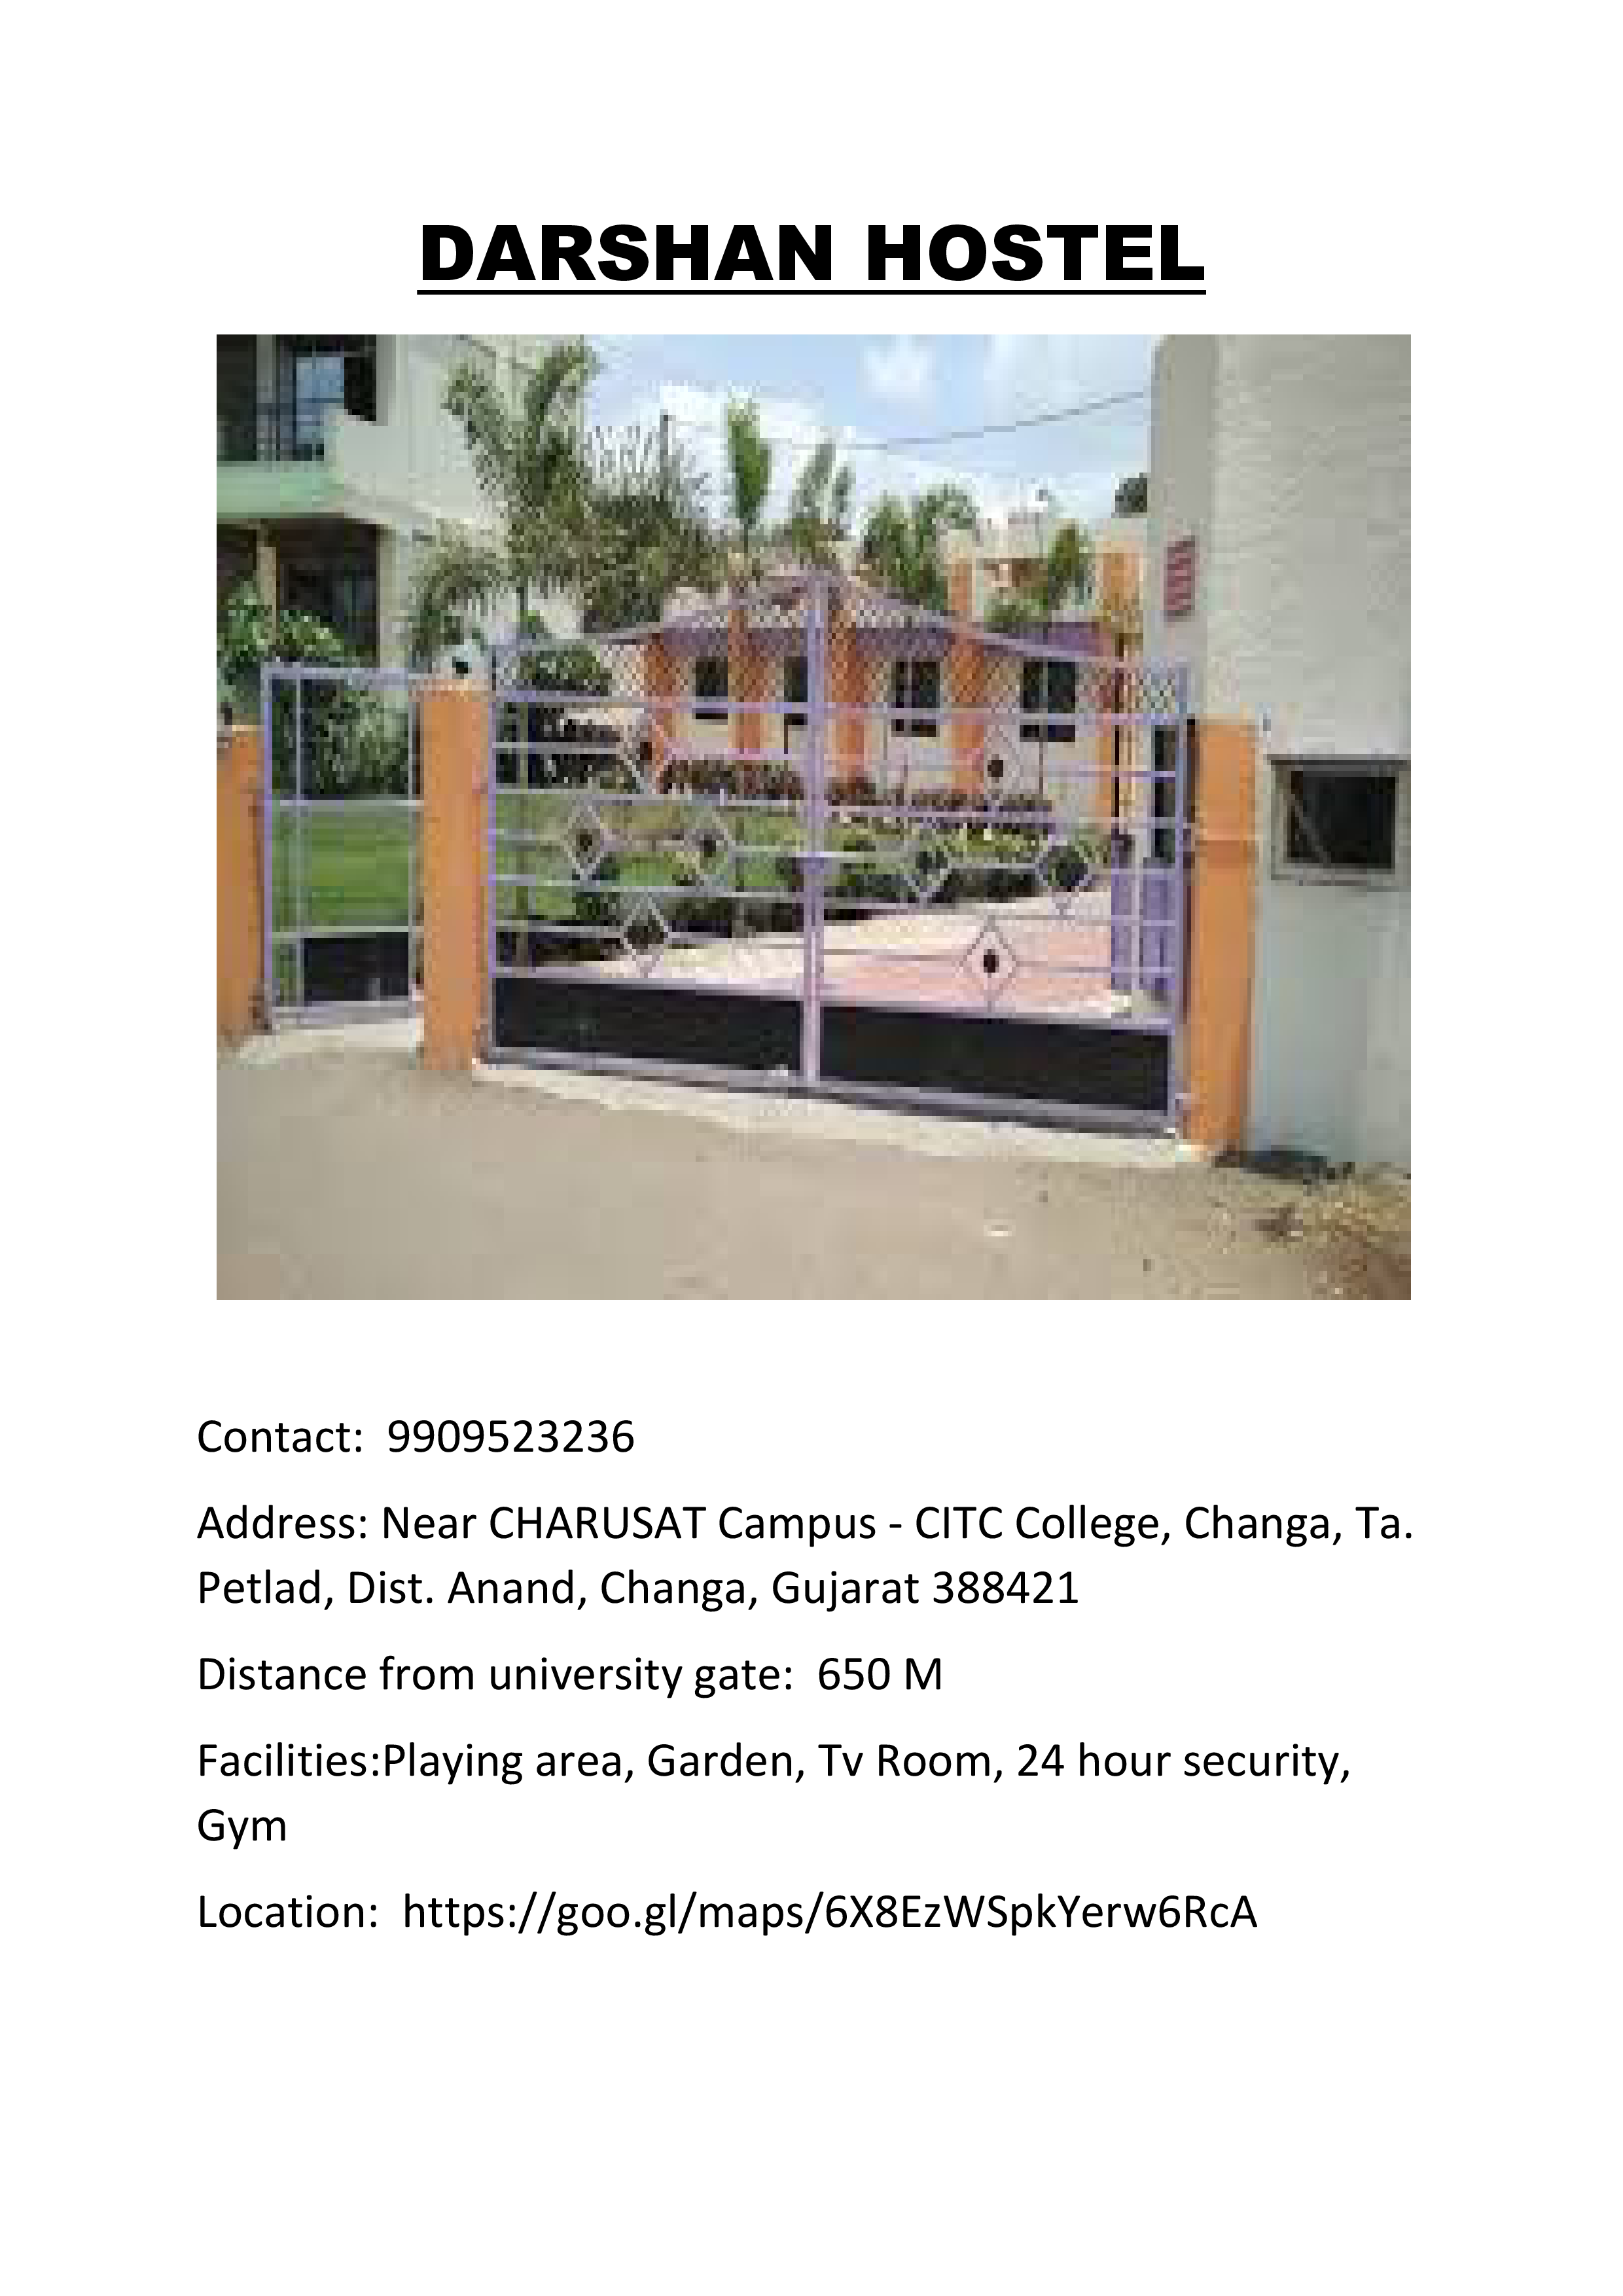 DARSHAN HOSTEL
Contact:  9909523236
Address: Near CHARUSAT Campus - CITC College, Changa, Ta.
Petlad, Dist. Anand, Changa, Gujarat 388421
Distance from university gate:  650 M
Facilities:Playing area, Garden, Tv Room, 24 hour security,
Gym
Location:  https://goo.gl/maps/6X8EzWSpkYerw6RcA